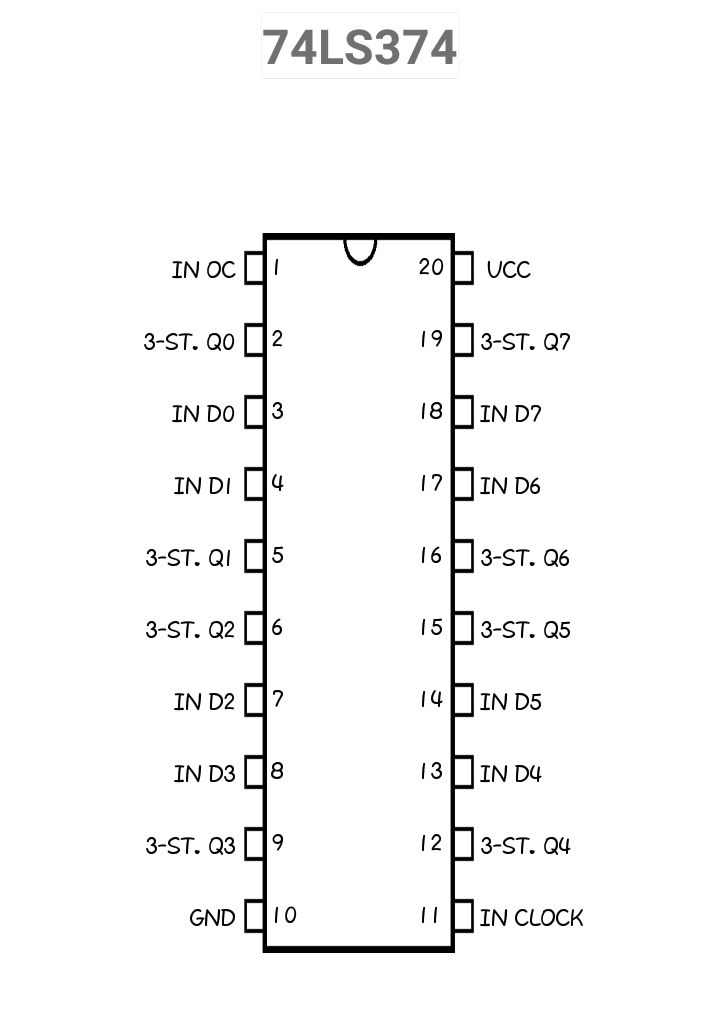 74LS374
IN OC 1 20 UCC
3-ST. Q0 2 19 3-ST. Q7
IN D0 3 18 IN D7
IN D1 4 17 IN D6
3-ST. Q1 5 16 3-ST. Q6
3-ST. Q2 6 15 3-ST. Q5
IN D2 7 14 IN D5
IN D3 8 13 IN D4
3-ST. Q3 9 12 3-ST. Q4
GND 10 11 IN CLOCK